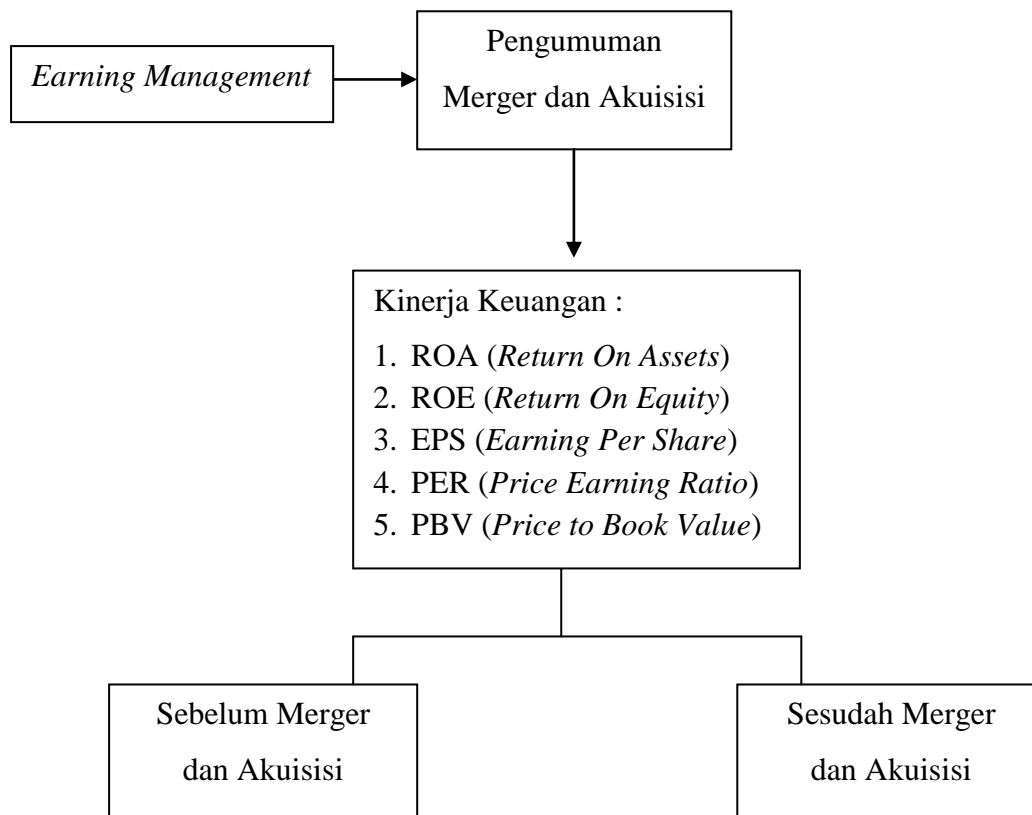 Earning Management
Pengumuman
Merger dan Akuisisi
Kinerja Keuangan :
1. ROA (Return On Assets)
2. ROE (Return On Equity)
3. EPS (Earning Per Share)
4. PER (Price Earning Ratio)
5. PBV (Price to Book Value)
Sebelum Merger
dan Akuisisi
Sesudah Merger
dan Akuisisi